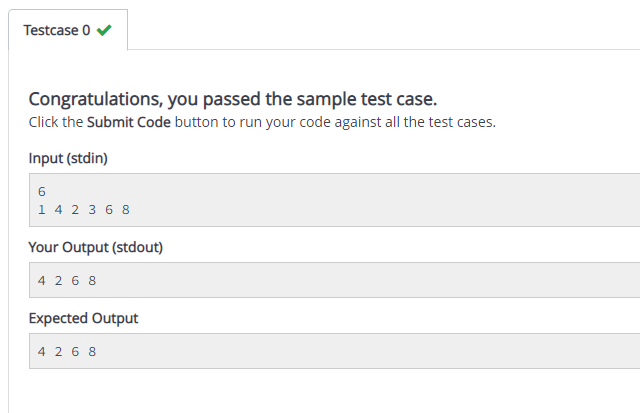 Testcase 0
Congratulations, you passed the sample test case.
Click the Submit Code button to run your code against all the test cases.
Input (stdin)
6
1 4 2 3 6 8
Your Output (stdout)
4 2 6 8
Expected Output
4 2 6 8